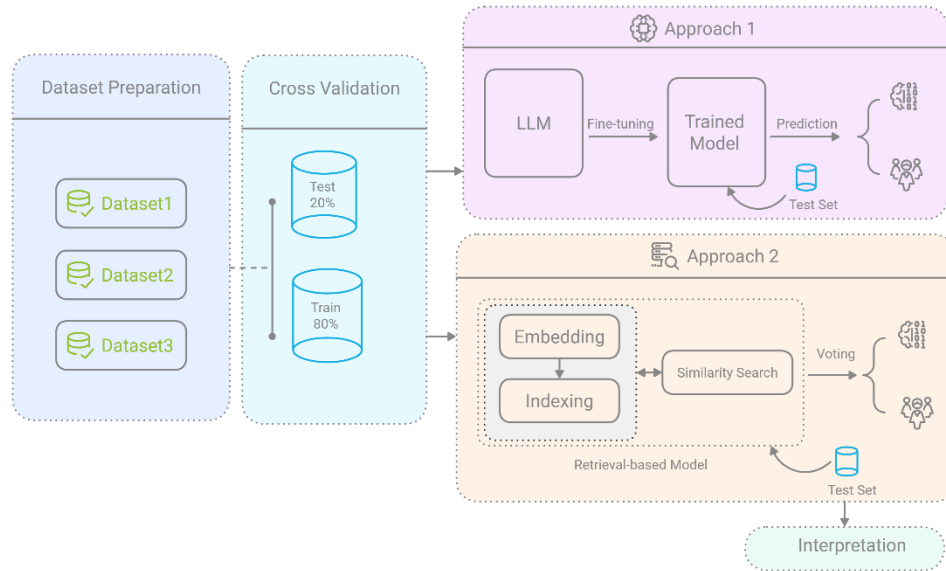 Dataset Preparation
Dataset1
Dataset2
Dataset3
Cross Validation
Test
20%
Train
80%
Approach 1
LLM
Fine-tuning
Trained
Model
Prediction
Test Set
01
10
01
01
Approach 2
Embedding
Indexing
Similarity Search
Voting
Retrieval-based Model
Test Set
01
10
01
01
Interpretation